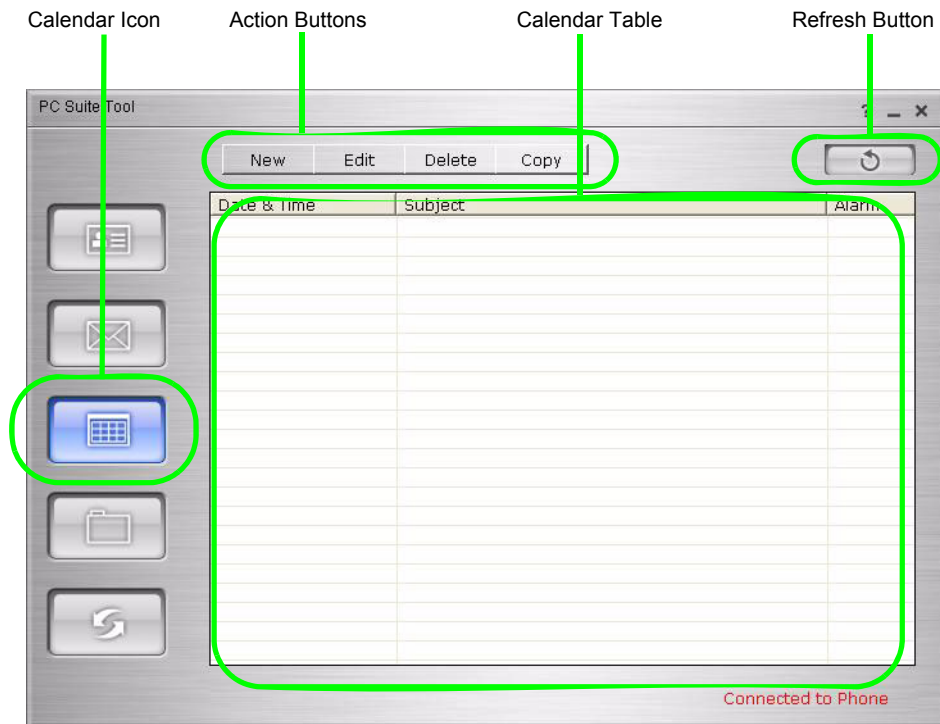 Calendar Icon Action Buttons Calendar Table Refresh Button
PC Suite Tool
New Edit Delete Copy
Date & Time Subject Alarm
Connected to Phone